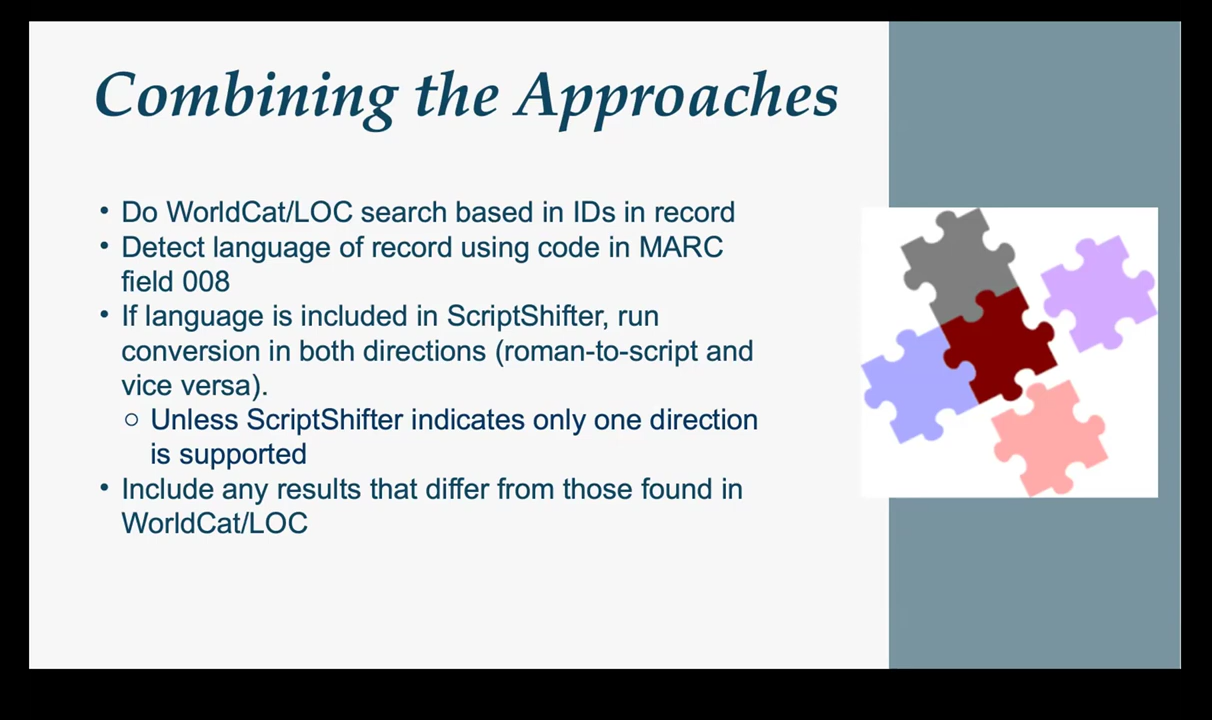 Combining the Approaches
• Do WorldCat/LOC search based in IDs in record
• Detect language of record using code in MARC
field 008
• If language is included in ScriptShifter, run
conversion in both directions (roman-to-script and
vice versa).
○ Unless ScriptShifter indicates only one direction
is supported
• Include any results that differ from those found in
WorldCat/LOC